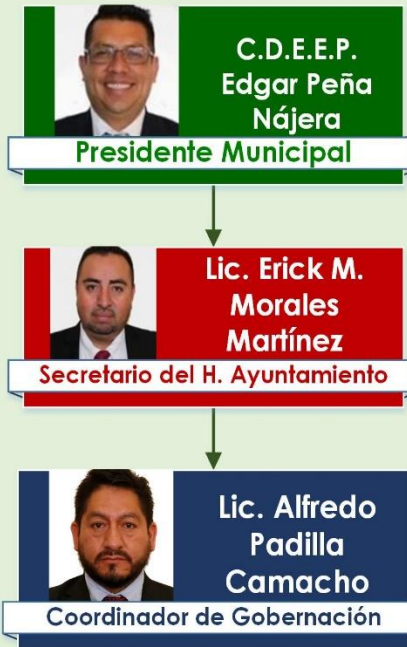 C.D.E.E.P.
Edgar Peña
Nájera
Presidente Municipal
Lic. Erick M.
Morales
Martínez
Secretario del H. Ayuntamiento
Lic. Alfredo
Padilla
Camacho
Coordinador de Gobernación